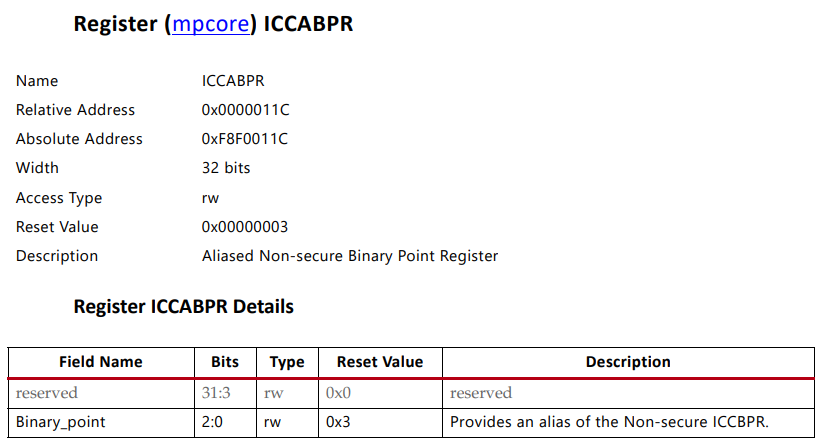 Register (mpcore) ICCABPR
Name ICCABPR
Relative Address 0x0000011C
Absolute Address 0xF8F0011C
Width 32 bits
Access Type rw
Reset Value 0x00000003
Description Aliased Non-secure Binary Point Register
Register ICCABPR Details
Field Name Bits Type Reset Value Description
reserved 31:3 rw 0x0 reserved
Binary_point 2:0 rw 0x3 Provides an alias of the Non-secure ICCBPR.